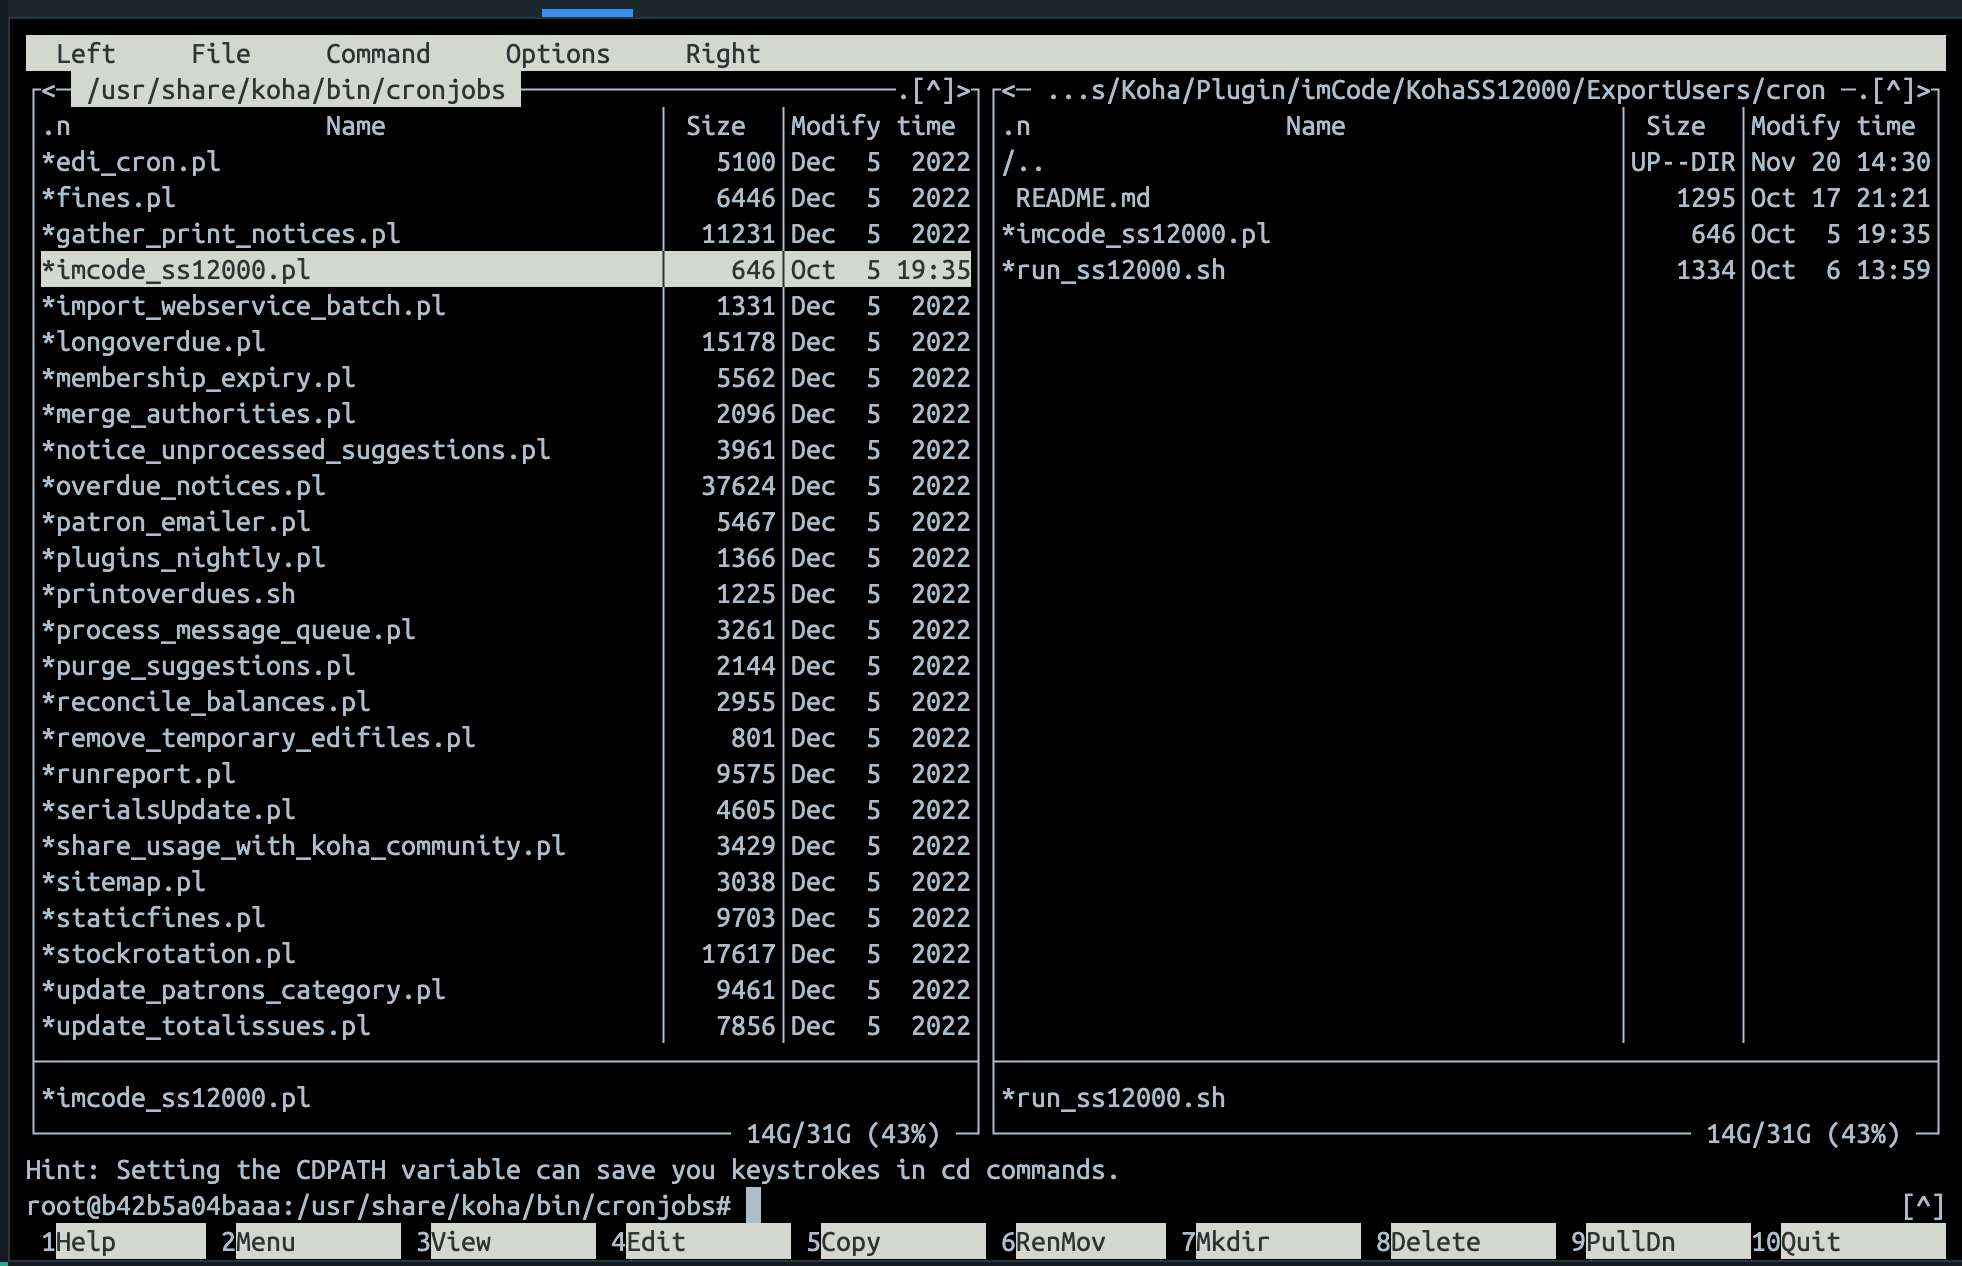 Left File Command Options Right
<─ /usr/share/koha/bin/cronjobs ─.[^]>
.n Name Size Modify time
*edi_cron.pl 5100 Dec 5 2022
*fines.pl 6446 Dec 5 2022
*gather_print_notices.pl 11231 Dec 5 2022
*imcode_ss12000.pl 646 Oct 5 19:35
*import_webservice_batch.pl 1331 Dec 5 2022
*longoverdue.pl 15178 Dec 5 2022
*membership_expiry.pl 5562 Dec 5 2022
*merge_authorities.pl 2096 Dec 5 2022
*notice_unprocessed_suggestions.pl 3961 Dec 5 2022
*overdue_notices.pl 37624 Dec 5 2022
*patron_emailer.pl 5467 Dec 5 2022
*plugins_nightly.pl 1366 Dec 5 2022
*printoverdues.sh 1225 Dec 5 2022
*process_message_queue.pl 3261 Dec 5 2022
*purge_suggestions.pl 2144 Dec 5 2022
*reconcile_balances.pl 2955 Dec 5 2022
*remove_temporary_edifiles.pl 801 Dec 5 2022
*runreport.pl 9575 Dec 5 2022
*serialsUpdate.pl 4605 Dec 5 2022
*share_usage_with_koha_community.pl 3429 Dec 5 2022
*sitemap.pl 3038 Dec 5 2022
*staticfines.pl 9703 Dec 5 2022
*stockrotation.pl 17617 Dec 5 2022
*update_patrons_category.pl 9461 Dec 5 2022
*update_totalissues.pl 7856 Dec 5 2022
*imcode_ss12000.pl
14G/31G (43%)
<─ ...s/Koha/Plugin/imCode/KohaSS12000/ExportUsers/cron ─.[^]>
.n Name Size Modify time
/.. UP--DIR Nov 20 14:30
README.md 1295 Oct 17 21:21
*imcode_ss12000.pl 646 Oct 5 19:35
*run_ss12000.sh 1334 Oct 6 13:59
*run_ss12000.sh
14G/31G (43%)
Hint: Setting the CDPATH variable can save you keystrokes in cd commands.
root@b42b5a04baaa:/usr/share/koha/bin/cronjobs# [^]
1Help 2Menu 3View 4Edit 5Copy 6RenMov 7Mkdir 8Delete 9PullDn 10Quit